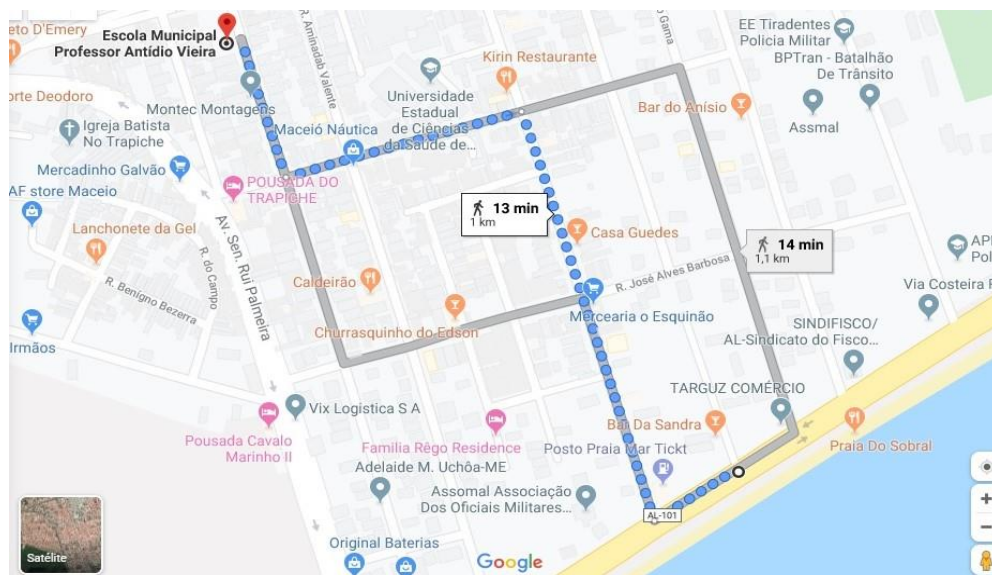 eto D'Emery
Escola Municipal
Professor Antídio Vieira
R. Aminadab Valente
o Gama
EE Tiradentes
Policia Militar
BPTran - Batalhão
De Trânsito
Kirin Restaurante
Montec Montagens
Universidade
Estadual
de Ciências
da Saúde de...
Bar do Anísio
Assmal
orte Deodoro
Igreja Batista
No Trapiche
Maceió Náutica
Mercadinho Galvão
POUSADA DO
TRAPICHE
AF store Maceio
13 min
1 km
Lanchonete da Gel
Av. Sen. Rui Palmeira
R. do Campo
Casa Guedes
14 min
1,1 km
R. José Alves Barbosa
R. Benigno Bezerra
Caldeirão
Via Costeira
Irmãos
Churrasquinho do Edson
Mercearia o Esquinão
SINDIFISCO/
AL-Sindicato do Fisco...
TARGUZ COMÉRCIO
Vix Logistica S A
Pousada Cavalo
Marinho II
Familia Rêgo Residence
Bar Da Sandra
Praia Do Sobral
Posto Praia Mar Tickt
Adelaide M. Uchôa-ME
Assomal Associação
Dos Oficiais Militares...
AL-101
Original Baterias
Satélite
Google